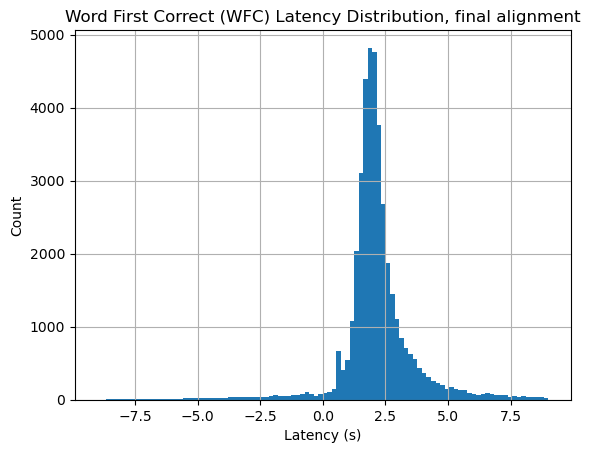 Word First Correct (WFC) Latency Distribution, final alignment
5000
4000
3000
2000
1000
0
Count
−7.5 −5.0 −2.5 0.0 2.5 5.0 7.5
Latency (s)